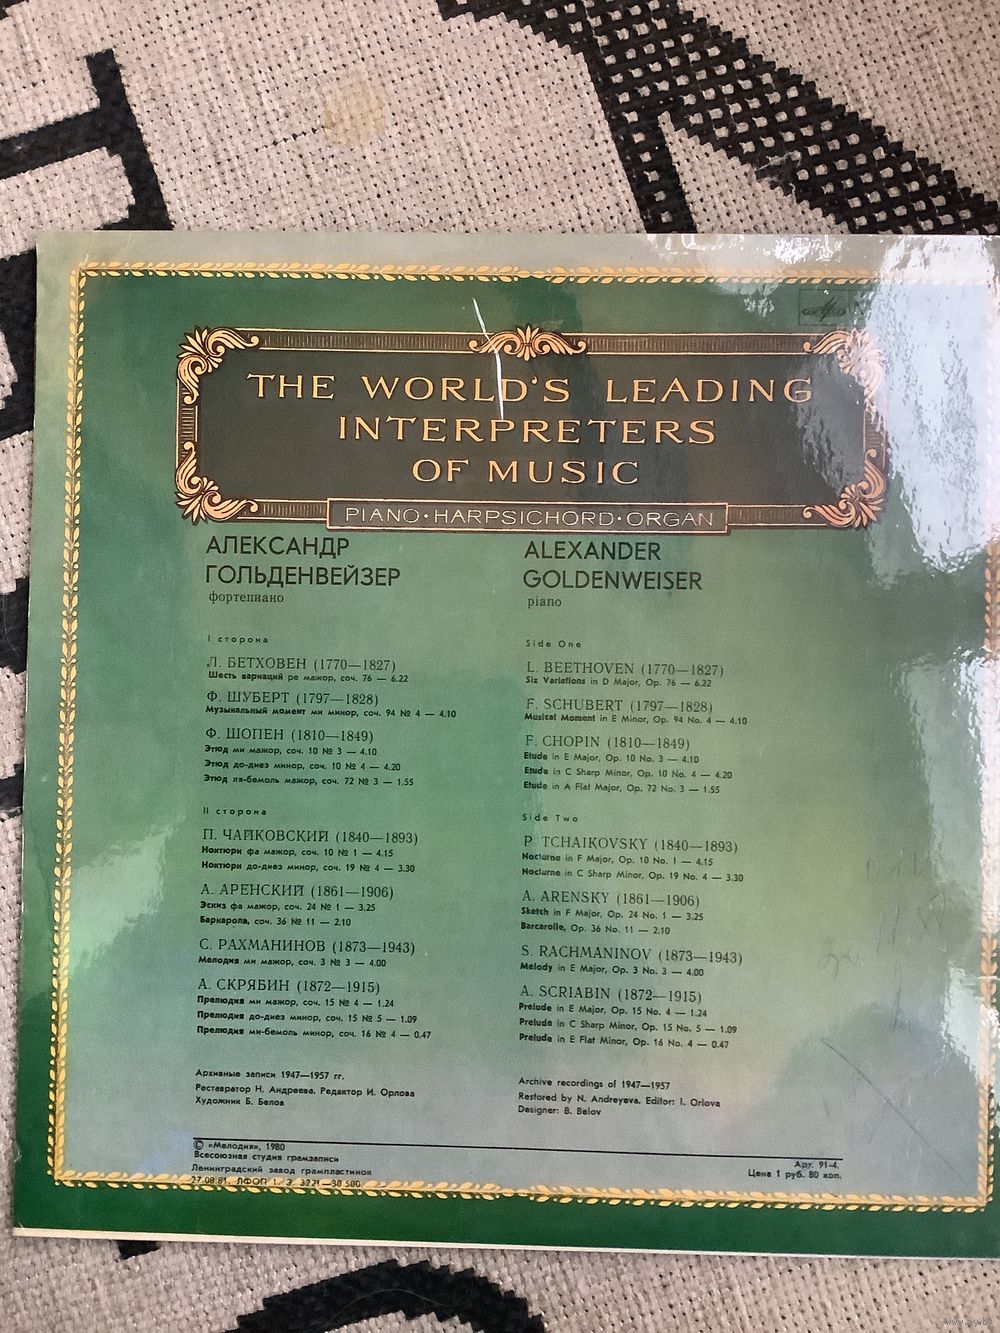 THE WORLD'S LEADING
INTERPRETERS
OF MUSIC
PIANO·HARPSICHORD·ORGAN
АЛЕКСАНДР
ГОЛЬДЕНВЕЙЗЕР
фортепиано
I сторона
Л. БЕТХОВЕН (1770—1827)
Шесть вариаций ре мажор, соч. 76 — 6.22
Ф. ШУБЕРТ (1797—1828)
Музыкальный момент ми минор, соч. 94 № 4 — 4.10
Ф. ШОПЕН (1810—1849)
Этюд ми мажор, соч. 10 № 3 — 4.10
Этюд до-диез минор, соч. 10 № 4 — 4.20
Этюд ля-бемоль мажор, соч. 72 № 3 — 1.55
II сторона
П. ЧАЙКОВСКИЙ (1840—1893)
Ноктюрн фа мажор, соч. 10 № 1 — 4.15
Ноктюрн до-диез минор, соч. 19 № 4 — 3.30
А. АРЕНСКИЙ (1861—1906)
Эскиз фа мажор, соч. 24 № 1 — 3.25
Баркарола, соч. 36 № 11 — 2.10
С. РАХМАНИНОВ (1873—1943)
Мелодия ми мажор, соч. 3 № 3 — 4.00
А. СКРЯБИН (1872—1915)
Прелюдия ми мажор, соч. 15 № 4 — 1.24
Прелюдия до-диез минор, соч. 15 № 5 — 1.09
Прелюдия ми-бемоль минор, соч. 16 № 4 — 0.47
Архивные записи 1947—1957 гг.
Реставратор Н. Андреева. Редактор И. Орлова
Художник Б. Белов
ALEXANDER
GOLDENWEISER
piano
Side One
L. BEETHOVEN (1770—1827)
Six Variations in D Major, Op. 76 — 6.22
F. SCHUBERT (1797—1828)
Musical Moment in E Minor, Op. 94 No. 4 — 4.10
F. CHOPIN (1810—1849)
Etude in E Major, Op. 10 No. 3 — 4.10
Etude in C Sharp Minor, Op. 10 No. 4 — 4.20
Etude in A Flat Major, Op. 72 No. 3 — 1.55
Side Two
P. TCHAIKOVSKY (1840—1893)
Nocturne in F Major, Op. 10 No. 1 — 4.15
Nocturne in C Sharp Minor, Op. 19 No. 4 — 3.30
A. ARENSKY (1861—1906)
Sketch in F Major, Op. 24 No. 1 — 3.25
Barcarolle, Op. 36 No. 11 — 2.10
S. RACHMANINOV (1873—1943)
Melody in E Major, Op. 3 No. 3 — 4.00
A. SCRIABIN (1872—1915)
Prelude in E Major, Op. 15 No. 4 — 1.24
Prelude in C Sharp Minor, Op. 15 No. 5 — 1.09
Prelude in E Flat Minor, Op. 16 No. 4 — 0.47
Archive recordings of 1947—1957
Restored by N. Andreyeva. Editor: I. Orlova
Designer: B. Belov
© «Мелодия», 1980
Всесоюзная студия грамзаписи
Ленинградский завод грампластинок
27.08.81. ЛФОП 1. З. 3221—30 500
Арт. 91-4.
Цена 1 руб. 80 коп.